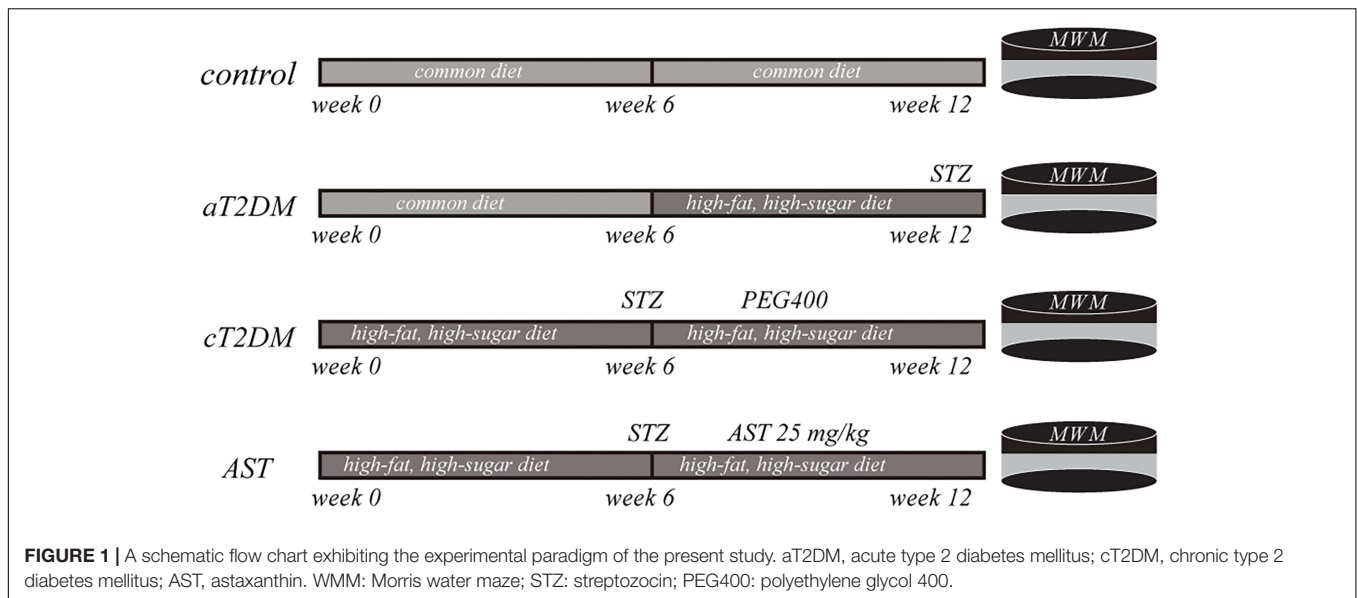 MWM
control common diet common diet
week 0 week 6 week 12
STZ
MWM
aT2DM common diet high-fat, high-sugar diet
week 0 week 6 week 12
STZ PEG400
MWM
cT2DM high-fat, high-sugar diet high-fat, high-sugar diet
week 0 week 6 week 12
STZ AST 25 mg/kg
MWM
AST high-fat, high-sugar diet high-fat, high-sugar diet
week 0 week 6 week 12
FIGURE 1 | A schematic flow chart exhibiting the experimental paradigm of the present study. aT2DM, acute type 2 diabetes mellitus; cT2DM, chronic type 2
diabetes mellitus; AST, astaxanthin. WMM: Morris water maze; STZ: streptozocin; PEG400: polyethylene glycol 400.